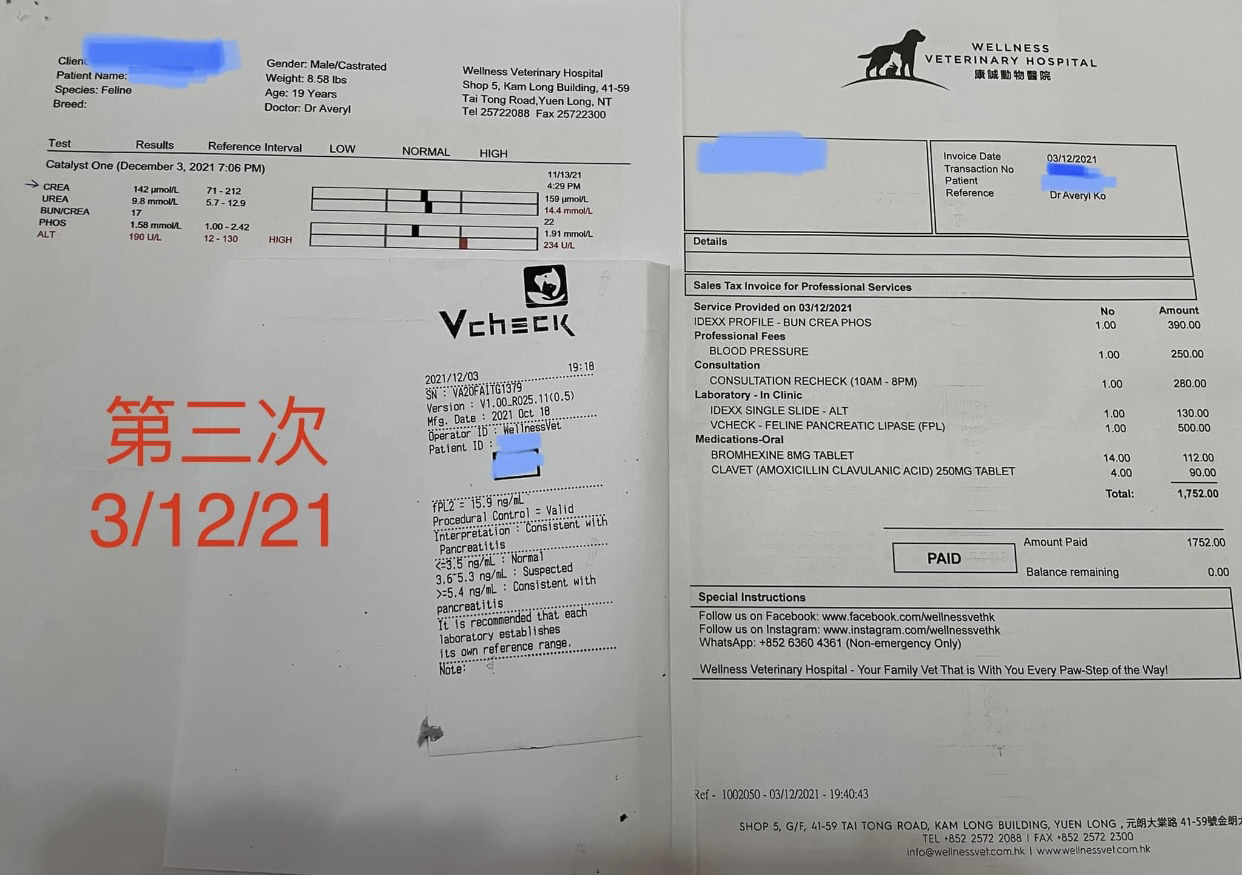 Client
Patient Name:
Species: Feline
Breed:
Gender: Male/Castrated
Weight: 8.58 lbs
Age: 19 Years
Doctor: Dr Averyl
Wellness Veterinary Hospital
Shop 5, Kam Long Building, 41-59
Tai Tong Road,Yuen Long, NT
Tel 25722088 Fax 25722300
Test Results Reference Interval LOW NORMAL HIGH
Catalyst One (December 3, 2021 7:06 PM) 11/13/21 4:29 PM
CREA 142 µmol/L 71 - 212 159 µmol/L
UREA 9.8 mmol/L 5.7 - 12.9 14.4 mmol/L
BUN/CREA 17 22
PHOS 1.58 mmol/L 1.00 - 2.42 1.91 mmol/L
ALT 190 U/L 12 - 130 HIGH 234 U/L
Vcheck
2021/12/03 19:18
SN : VA20FAITG1379
Version : V1.00_R025.11(0.5)
Mfg. Date : 2021 Oct 18
Operator ID : WellnessVet
Patient ID :
fPL2 = 15.9 ng/mL
Procedural Control = Valid
Interpretation : Consistent with
Pancreatitis
<=3.5 ng/mL : Normal
3.6~5.3 ng/mL : Suspected
>=5.4 ng/mL : Consistent with
pancreatitis
It is recommended that each
laboratory establishes
its own reference range.
Note:
第三次
3/12/21
WELLNESS
VETERINARY HOSPITAL
康誠動物醫院
Invoice Date 03/12/2021
Transaction No
Patient
Reference Dr Averyl Ko
Details
Sales Tax Invoice for Professional Services
Service Provided on 03/12/2021 No Amount
IDEXX PROFILE - BUN CREA PHOS 1.00 390.00
Professional Fees
BLOOD PRESSURE 1.00 250.00
Consultation
CONSULTATION RECHECK (10AM - 8PM) 1.00 280.00
Laboratory - In Clinic
IDEXX SINGLE SLIDE - ALT 1.00 130.00
VCHECK - FELINE PANCREATIC LIPASE (FPL) 1.00 500.00
Medications-Oral
BROMHEXINE 8MG TABLET 14.00 112.00
CLAVET (AMOXICILLIN CLAVULANIC ACID) 250MG TABLET 4.00 90.00
Total: 1,752.00
PAID
Amount Paid 1752.00
Balance remaining 0.00
Special Instructions
Follow us on Facebook: www.facebook.com/wellnessvethk
Follow us on Instagram: www.instagram.com/wellnessvethk
WhatsApp: +852 6360 4361 (Non-emergency Only)
Wellness Veterinary Hospital - Your Family Vet That is With You Every Paw-Step of the Way!
Ref - 1002050 - 03/12/2021 - 19:40:43
SHOP 5, G/F, 41-59 TAI TONG ROAD, KAM LONG BUILDING, YUEN LONG , 元朗大棠路 41-59號金朗
TEL +852 2572 2088 | FAX +852 2572 2300
info@wellnessvet.com.hk | www.wellnessvet.com.hk